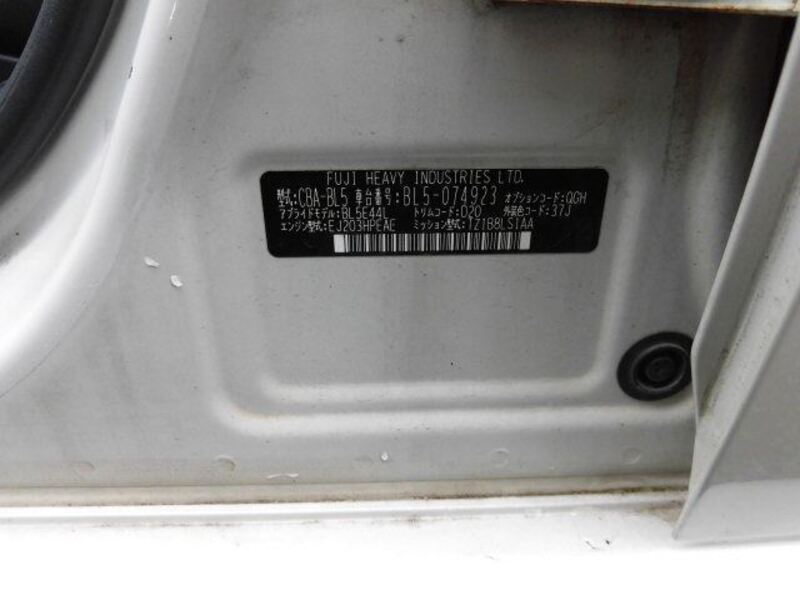 FUJI HEAVY INDUSTRIES LTD.
型式: CBA-BL5 車台番号: BL5-074923 オプションコード: QGH
アプライドモデル: BL5E44L トリムコード: D20 外装色コード: 37J
エンジン型式: EJ203HPEAE ミッション型式: TZ1B8LSTAA